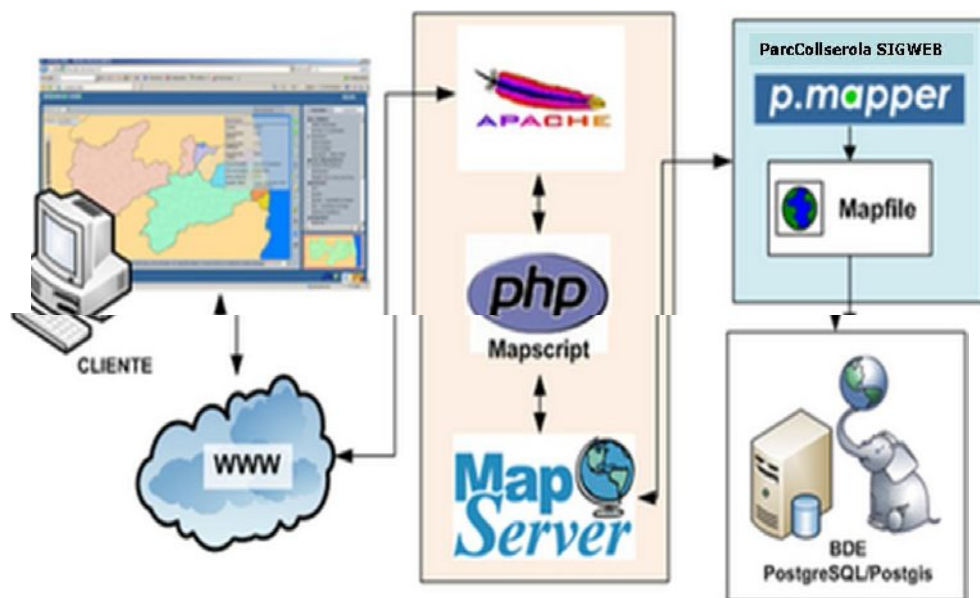 CLIENTE
WWW
APACHE
php
Mapscript
Map
Server
ParcCollserola SIGWEB
p.mapper
Mapfile
BDE
PostgreSQL/Postgis